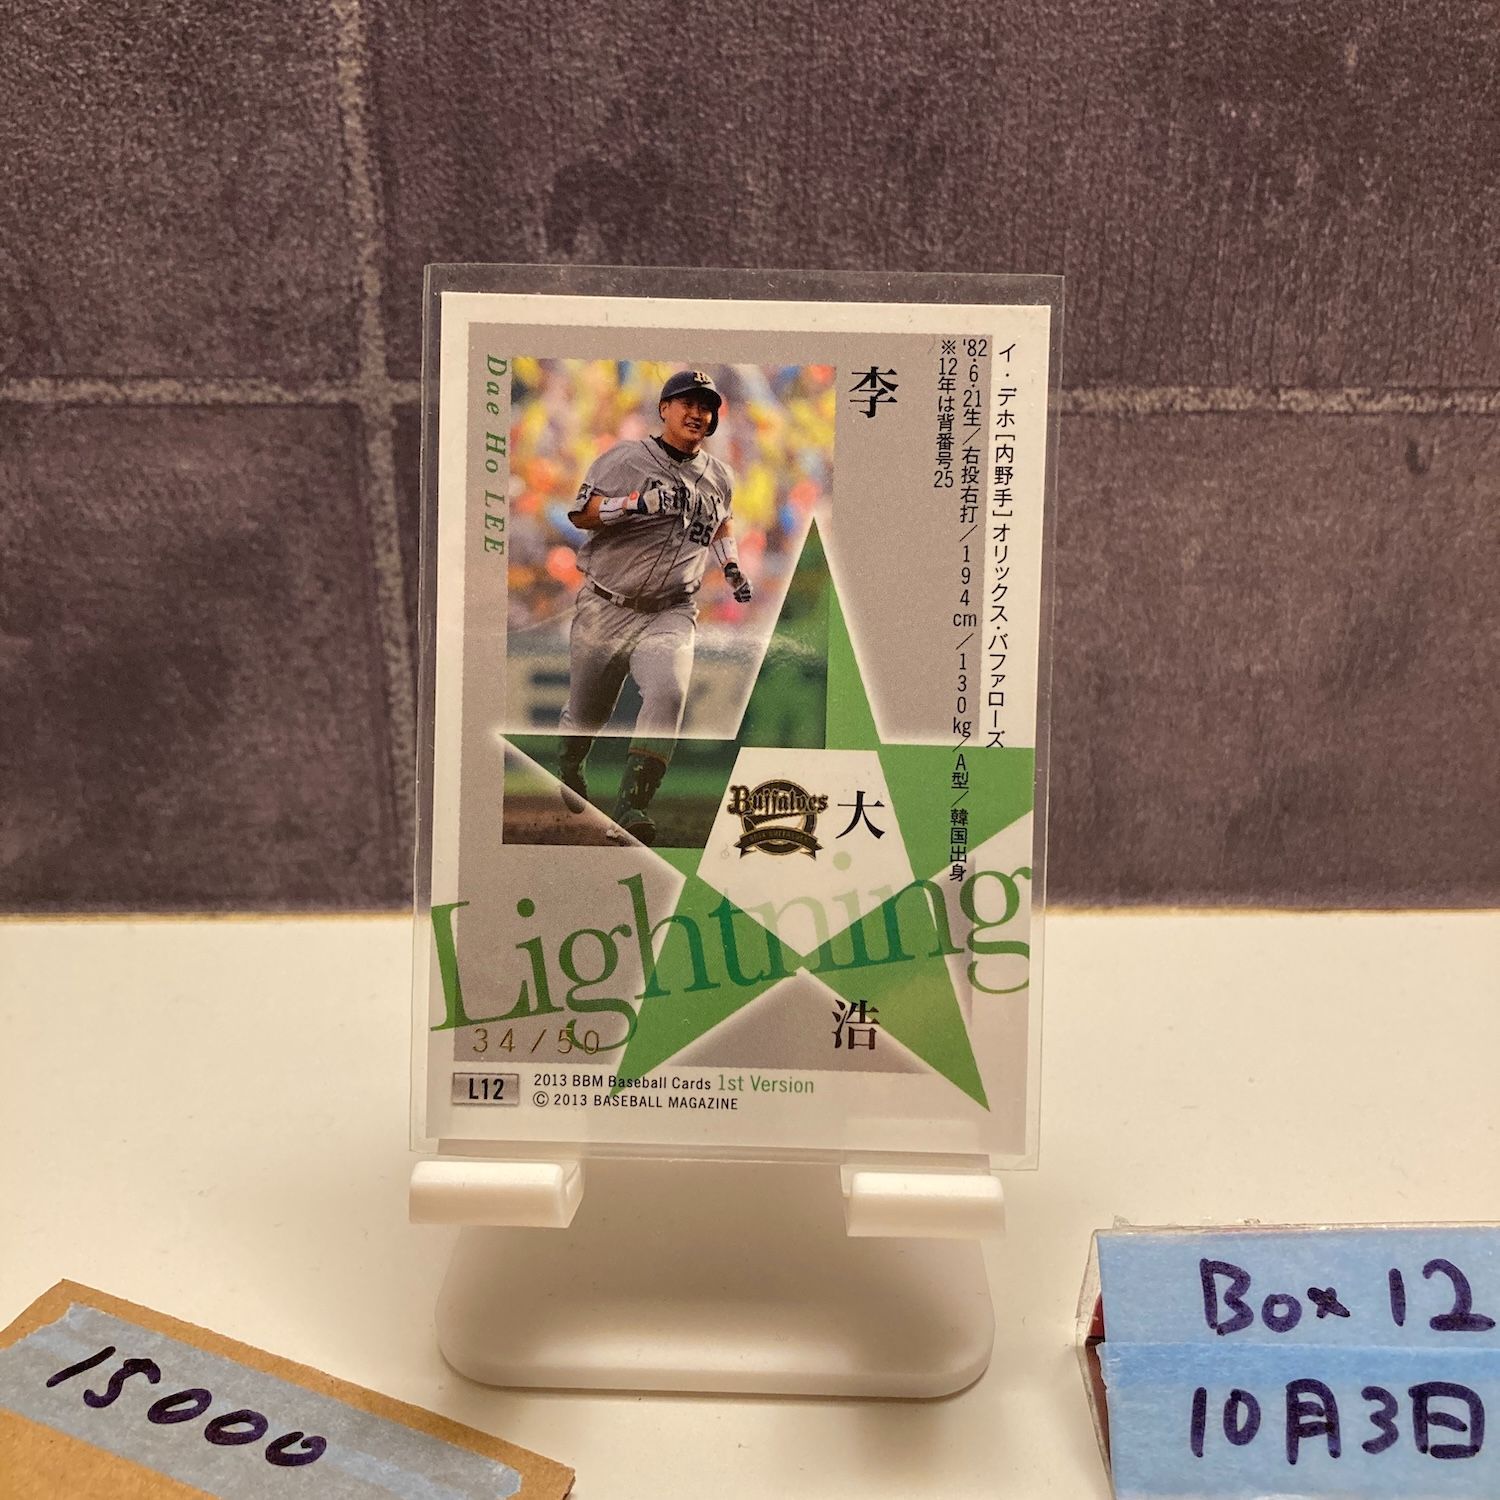 イ・デホ[内野手]オリックス・バファローズ
'82・6・21生/右投右打/194cm/130kg/A型/韓国出身
※12年は背番号25
李
大
浩
Dae Ho LEE
25
Buffaloes
Lightning
34/50
L12
2013 BBM Baseball Cards 1st Version
© 2013 BASEBALL MAGAZINE
15000
Box 12
10月3日